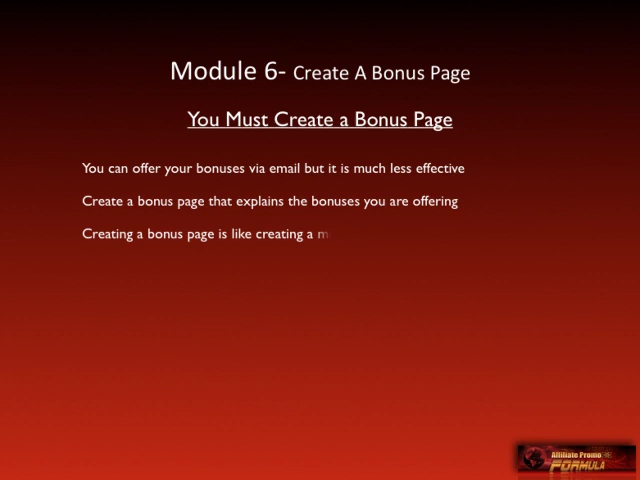 Module 6- Create A Bonus Page
You Must Create a Bonus Page
You can offer your bonuses via email but it is much less effective
Create a bonus page that explains the bonuses you are offering
Creating a bonus page is like creating a m
Affiliate Promo
FORMULA